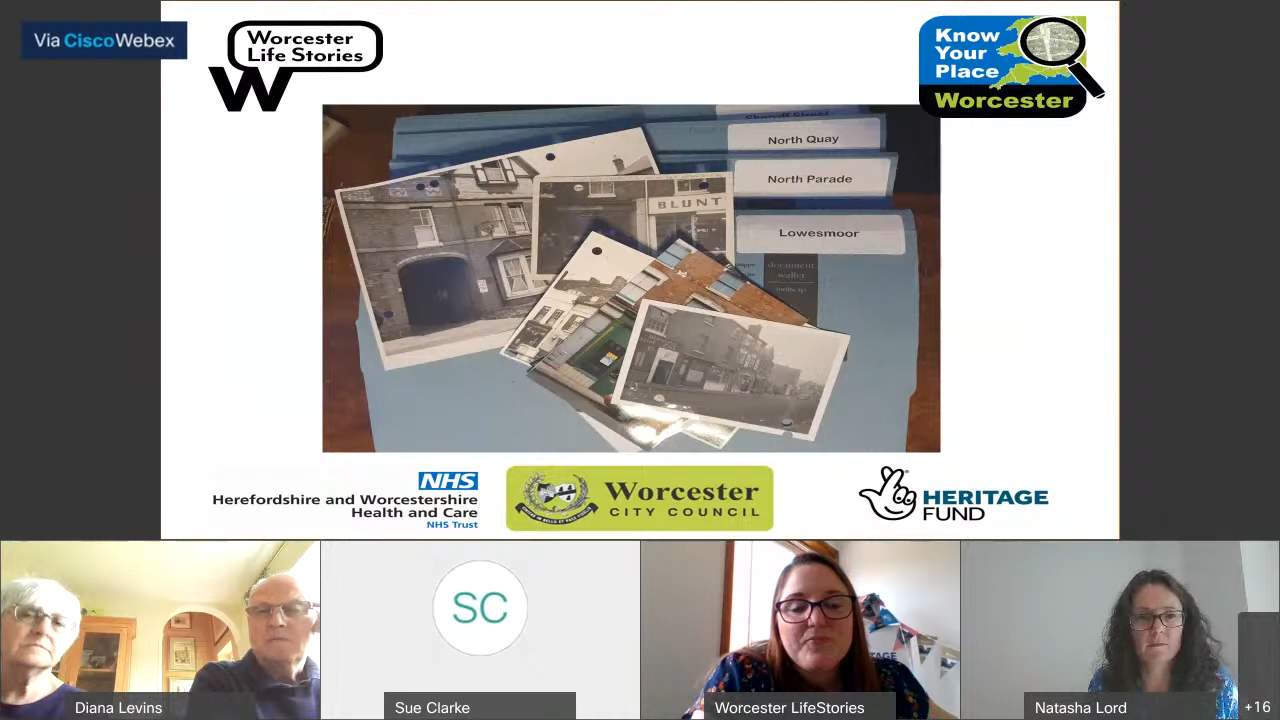 Via CiscoWebex
Worcester
Life Stories
W
Know
Your
Place
Worcester
North Quay
North Parade
BLUNT
Lowesmoor
document
wallet
NHS
Herefordshire and Worcestershire
Health and Care
NHS Trust
Worcester
CITY COUNCIL
HERITAGE
FUND
SC
Diana Levins
Sue Clarke
Worcester LifeStories
Natasha Lord
+16